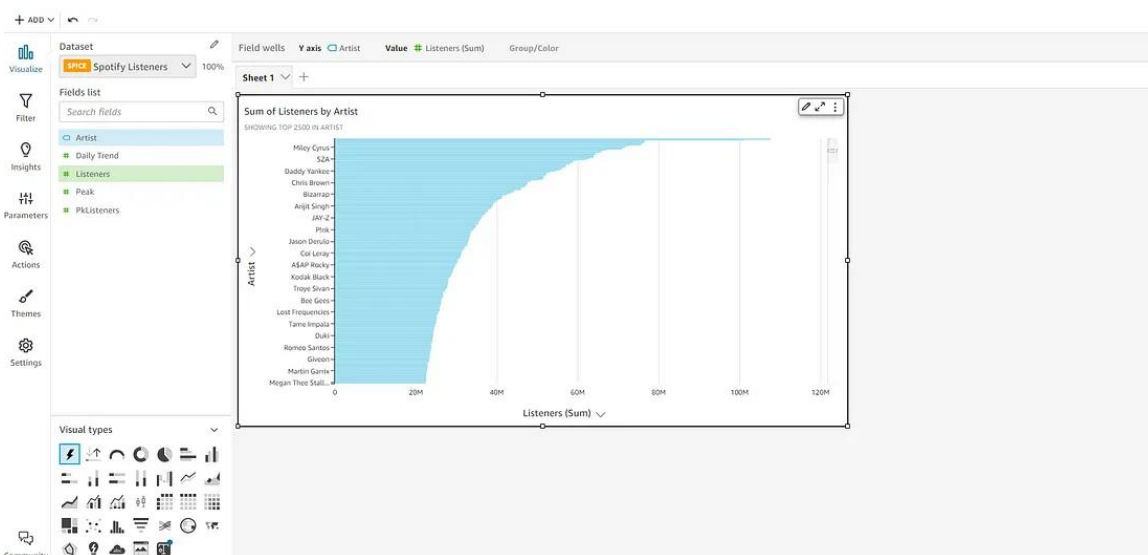 + ADD
Visualize
Filter
Insights
Parameters
Actions
Themes
Settings
Community
Dataset
SPICE Spotify Listeners 100%
Fields list
Search fields
Artist
# Daily Trend
# Listeners
# Peak
# PkListeners
Visual types
Field wells Y axis Artist Value # Listeners (Sum) Group/Color
Sheet 1 +
Sum of Listeners by Artist
SHOWING TOP 2500 IN ARTIST
Artist
Miley Cyrus
SZA
Daddy Yankee
Chris Brown
Bizarrap
Arijit Singh
JAY-Z
P!nk
Jason Derulo
Coi Leray
A$AP Rocky
Kodak Black
Troye Sivan
Bee Gees
Lost Frequencies
Tame Impala
Duki
Romeo Santos
Giveon
Martin Garrix
Megan Thee Stall...
0 20M 40M 60M 80M 100M 120M
Listeners (Sum)